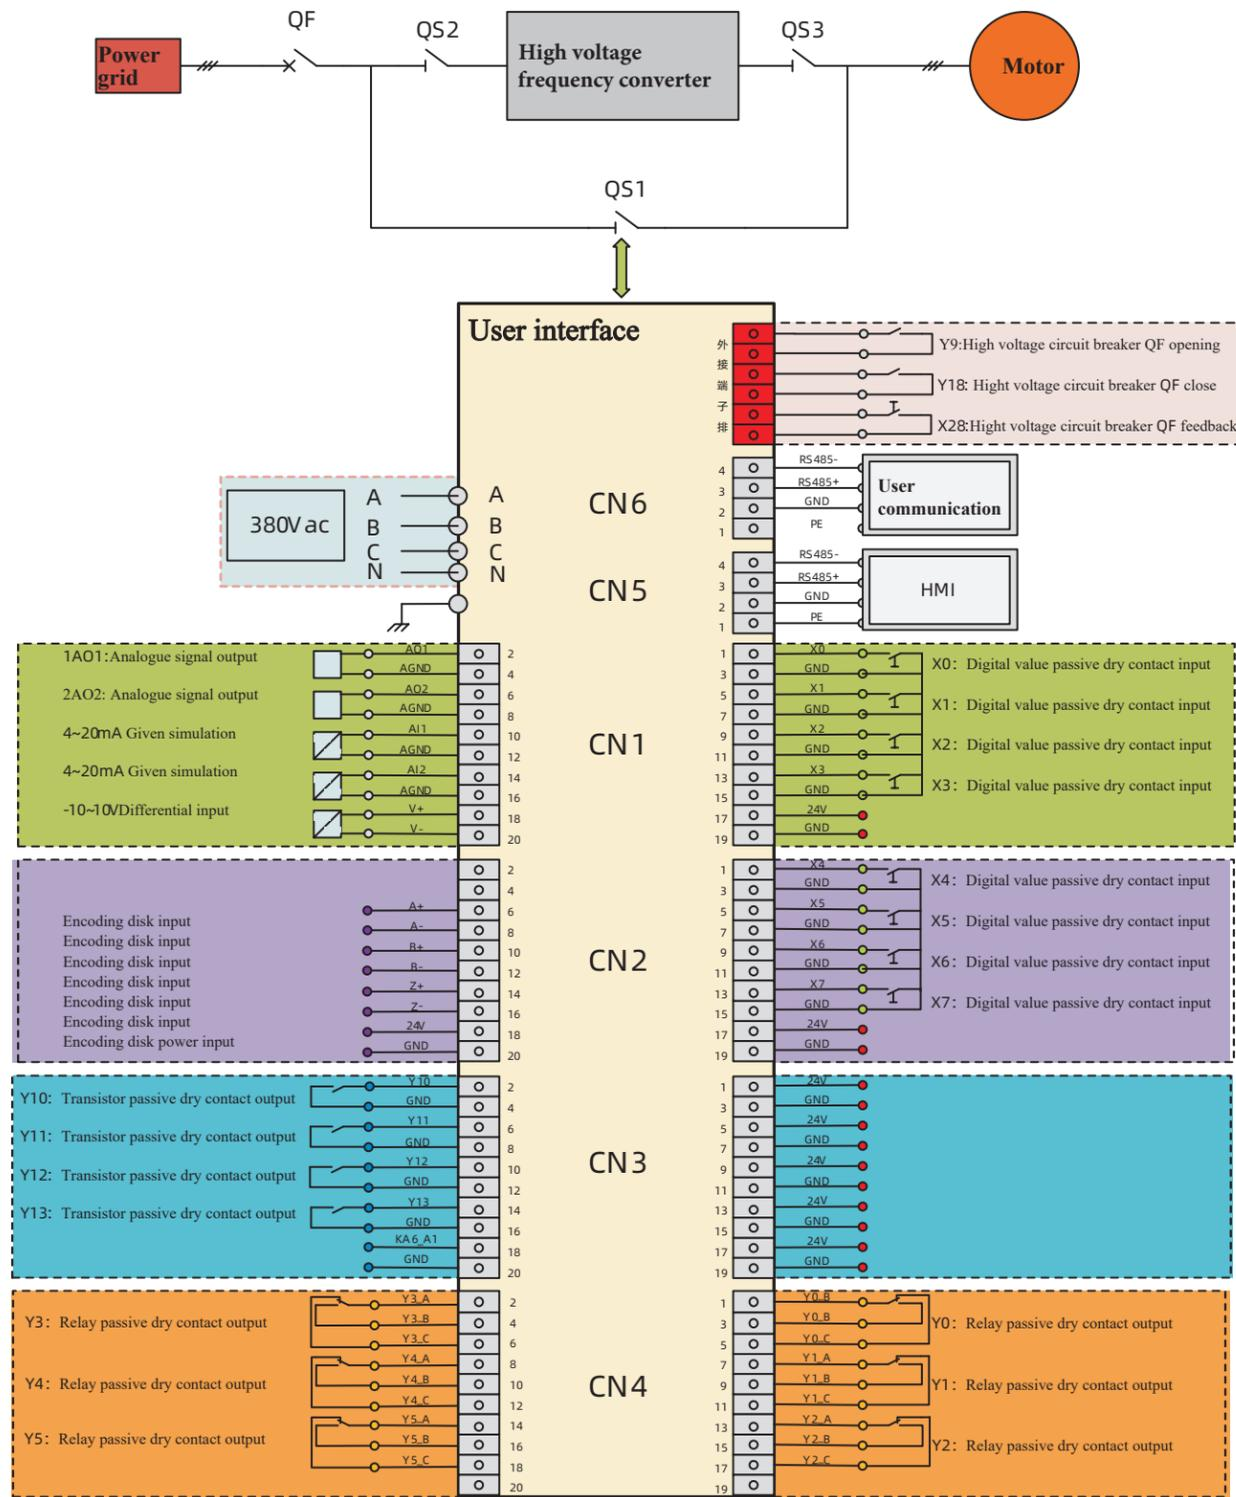 QF
QS2
QS3
Power
grid
High voltage
frequency converter
Motor
QS1
User interface
外
接
端
子
排
Y9:High voltage circuit breaker QF opening
Y18: Hight voltage circuit breaker QF close
X28:Hight voltage circuit breaker QF feedback
380Vac
A
B
C
N
A
B
C
N
CN6
4 RS485-
3 RS485+
2 GND
1 PE
User
communication
CN5
4 RS485-
3 RS485+
2 GND
1 PE
HMI
1AO1:Analogue signal output
2AO2: Analogue signal output
4~20mA Given simulation
4~20mA Given simulation
-10~10VDifferential input
AO1 2
AGND 4
AO2 6
AGND 8
AI1 10
AGND 12
AI2 14
AGND 16
V+ 18
V- 20
CN1
1 X0
3 GND
5 X1
7 GND
9 X2
11 GND
13 X3
15 GND
17 24V
19 GND
X0: Digital value passive dry contact input
X1: Digital value passive dry contact input
X2: Digital value passive dry contact input
X3: Digital value passive dry contact input
Encoding disk input
Encoding disk input
Encoding disk input
Encoding disk input
Encoding disk input
Encoding disk input
Encoding disk power input
2
4
A+ 6
A- 8
B+ 10
B- 12
Z+ 14
Z- 16
24V 18
GND 20
CN2
1 X4
3 GND
5 X5
7 GND
9 X6
11 GND
13 X7
15 GND
17 24V
19 GND
X4: Digital value passive dry contact input
X5: Digital value passive dry contact input
X6: Digital value passive dry contact input
X7: Digital value passive dry contact input
Y10: Transistor passive dry contact output
Y11: Transistor passive dry contact output
Y12: Transistor passive dry contact output
Y13: Transistor passive dry contact output
Y10 2
GND 4
Y11 6
GND 8
Y12 10
GND 12
Y13 14
GND 16
KA6_A1 18
GND 20
CN3
1 24V
3 GND
5 24V
7 GND
9 24V
11 GND
13 24V
15 GND
17 24V
19 GND
Y3: Relay passive dry contact output
Y4: Relay passive dry contact output
Y5: Relay passive dry contact output
Y3_A 2
Y3_B 4
Y3_C 6
Y4_A 8
Y4_B 10
Y4_C 12
Y5_A 14
Y5_B 16
Y5_C 18
20
CN4
1 Y0_B
3 Y0_B
5 Y0_C
7 Y1_A
9 Y1_B
11 Y1_C
13 Y2_A
15 Y2_B
17 Y2_C
19
Y0: Relay passive dry contact output
Y1: Relay passive dry contact output
Y2: Relay passive dry contact output